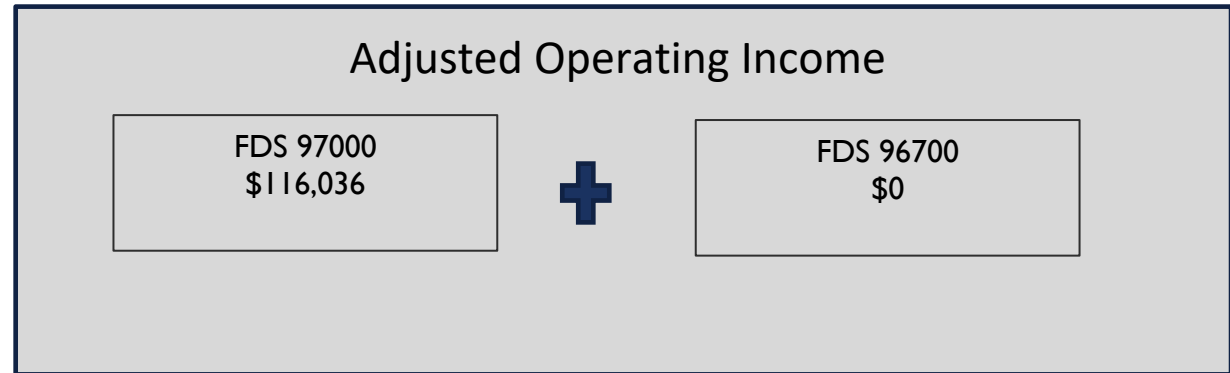 Adjusted Operating Income
FDS 97000
$116,036
FDS 96700
$0